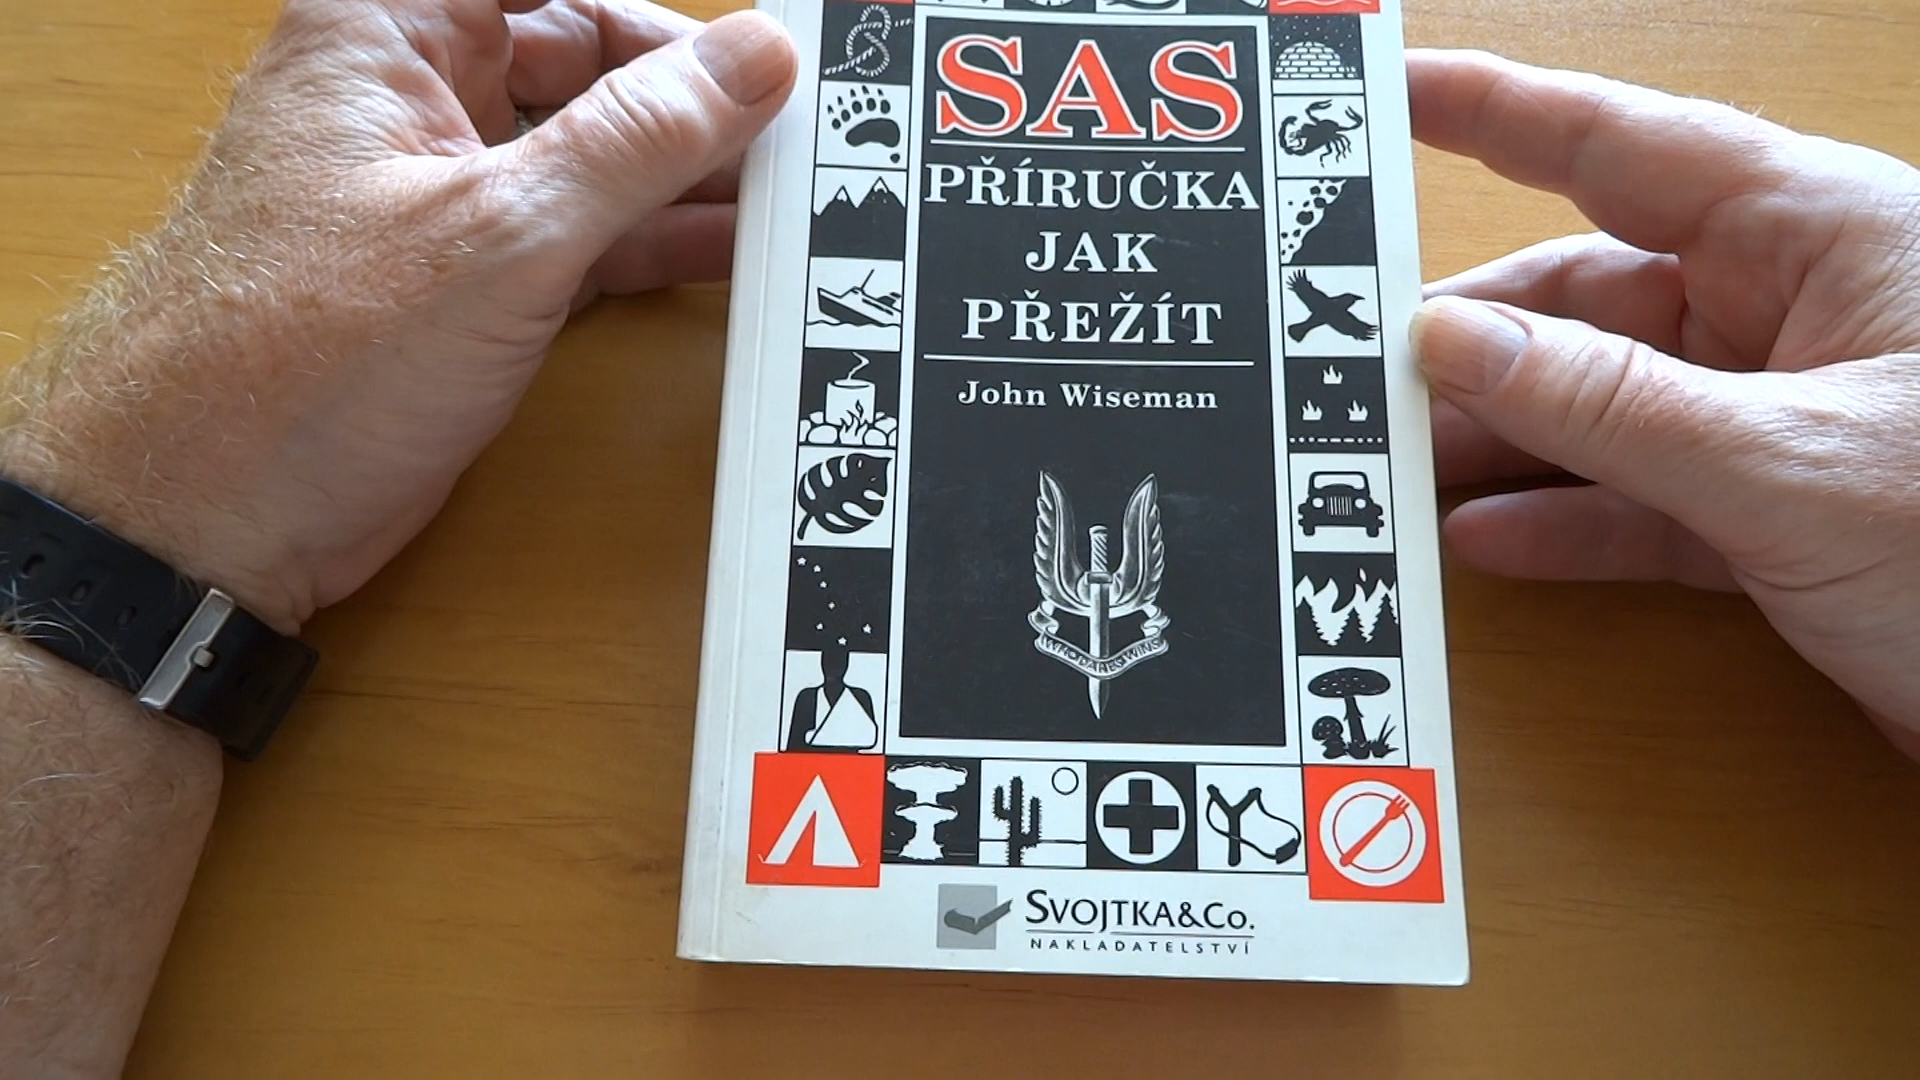 SAS
PŘÍRUČKA
JAK
PŘEŽÍT
John Wiseman
WHO DARES WINS
SVOJTKA&CO.
NAKLADATELSTVÍ